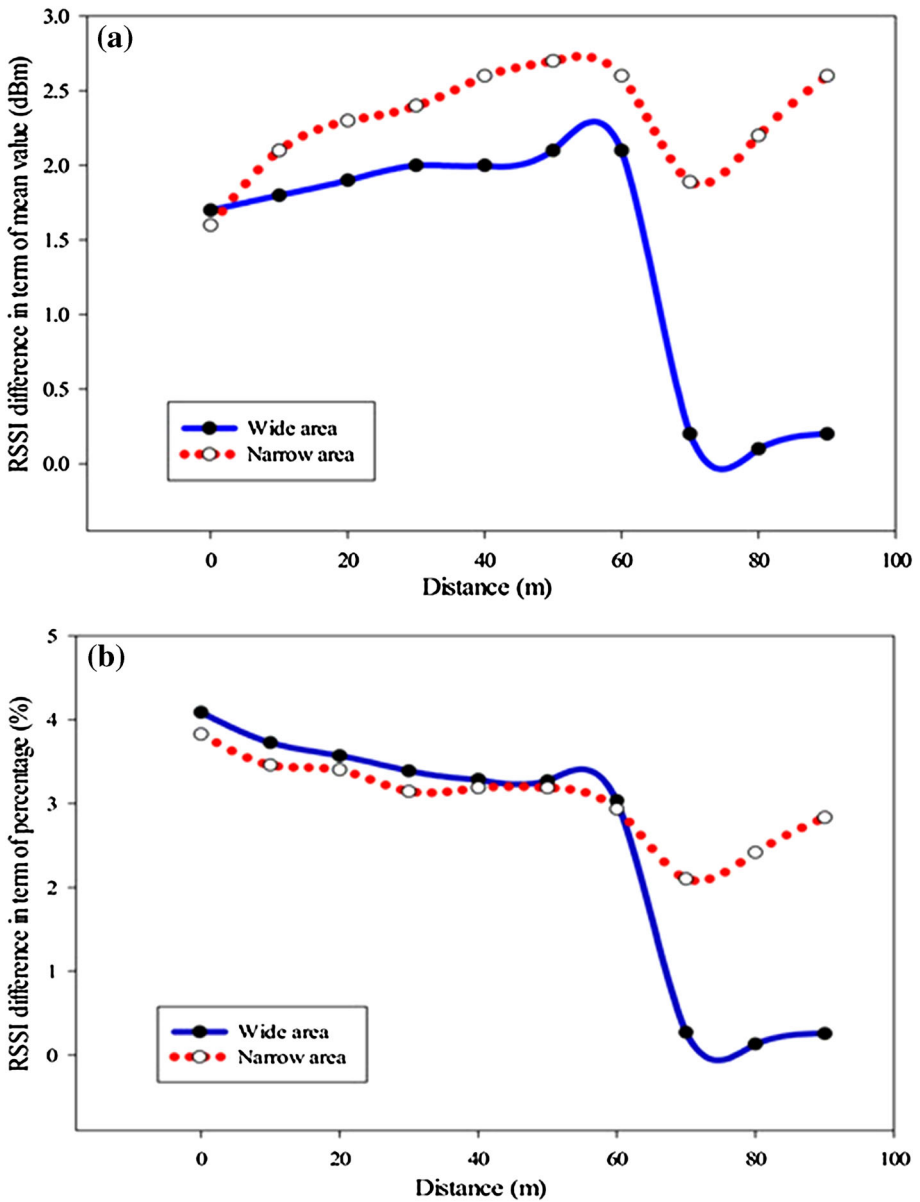 (a)
RSSI difference in term of mean value (dBm)
3.0
2.5
2.0
1.5
1.0
0.5
0.0
Wide area
Narrow area
0 20 40 60 80 100
Distance (m)
(b)
RSSI difference in term of percentage (%)
5
4
3
2
1
0
Wide area
Narrow area
0 20 40 60 80 100
Distance (m)